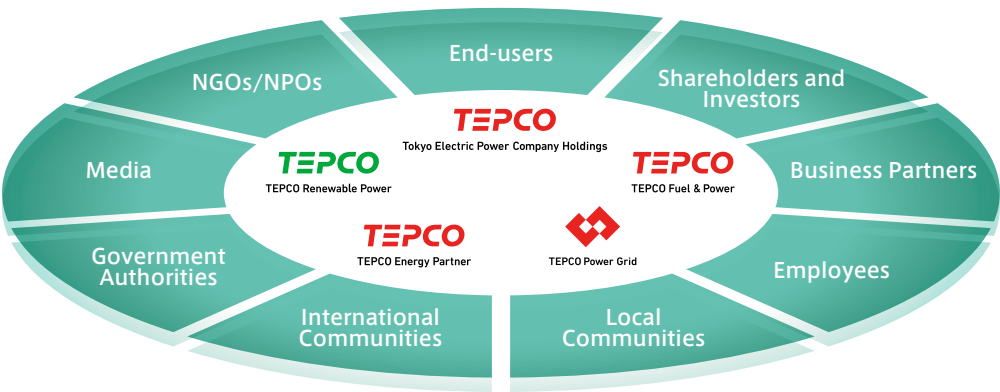 End-users
NGOs/NPOs
Shareholders and
Investors
TEPCO
Tokyo Electric Power Company Holdings
TEPCO
TEPCO Renewable Power
TEPCO
TEPCO Fuel & Power
Media
Business Partners
TEPCO
TEPCO Energy Partner
TEPCO Power Grid
Government
Authorities
Employees
International
Communities
Local
Communities